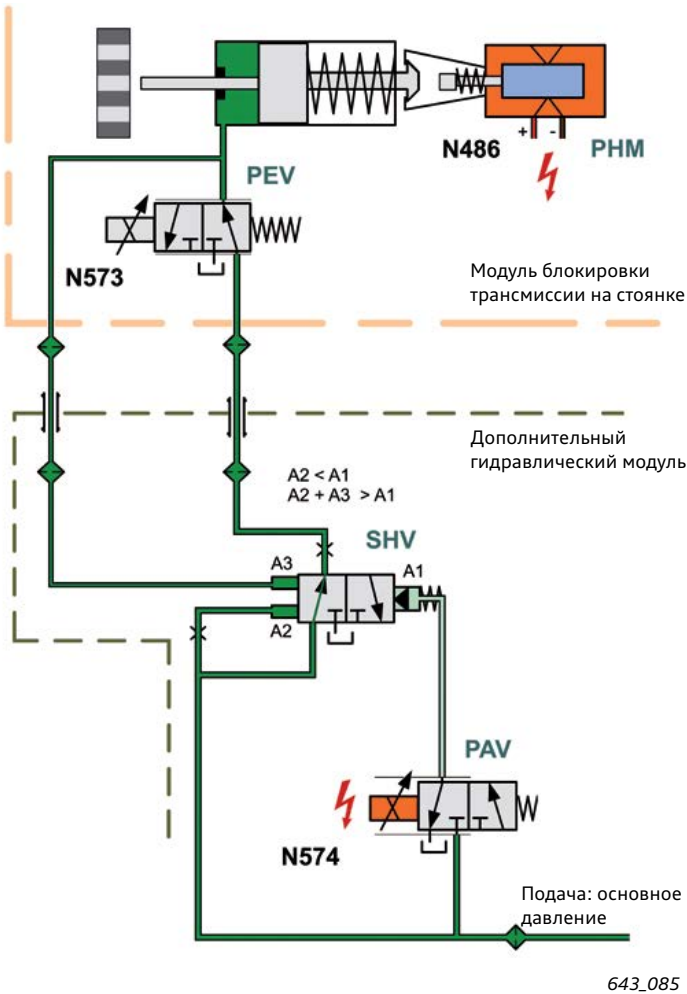 N486
+ -
PHM
PEV
N573
Модуль блокировки
трансмиссии на стоянке
Дополнительный
гидравлический модуль
A2 < A1
A2 + A3 > A1
SHV
A3
A1
A2
PAV
N574
Подача: основное
давление
643_085